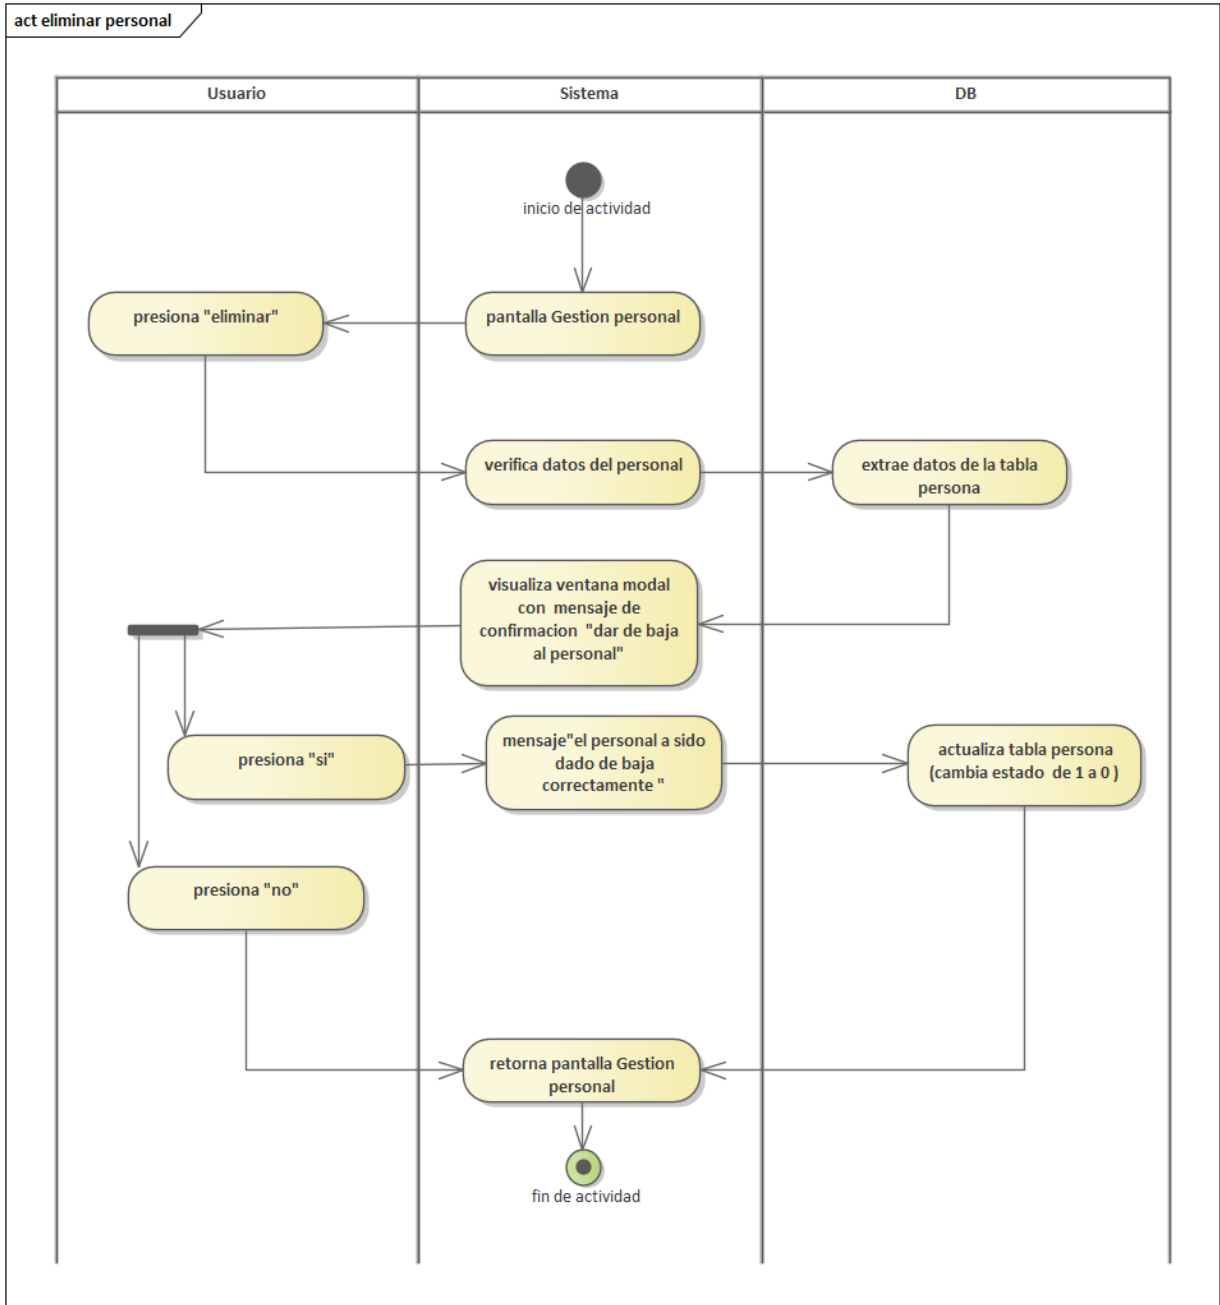 act eliminar personal
Usuario
Sistema
DB
inicio de actividad
presiona "eliminar"
pantalla Gestion personal
verifica datos del personal
extrae datos de la tabla
persona
visualiza ventana modal
con  mensaje de
confirmacion  "dar de baja
al personal"
presiona "si"
mensaje"el personal a sido
dado de baja
correctamente "
actualiza tabla persona
(cambia estado  de 1 a 0 )
presiona "no"
retorna pantalla Gestion
personal
fin de actividad